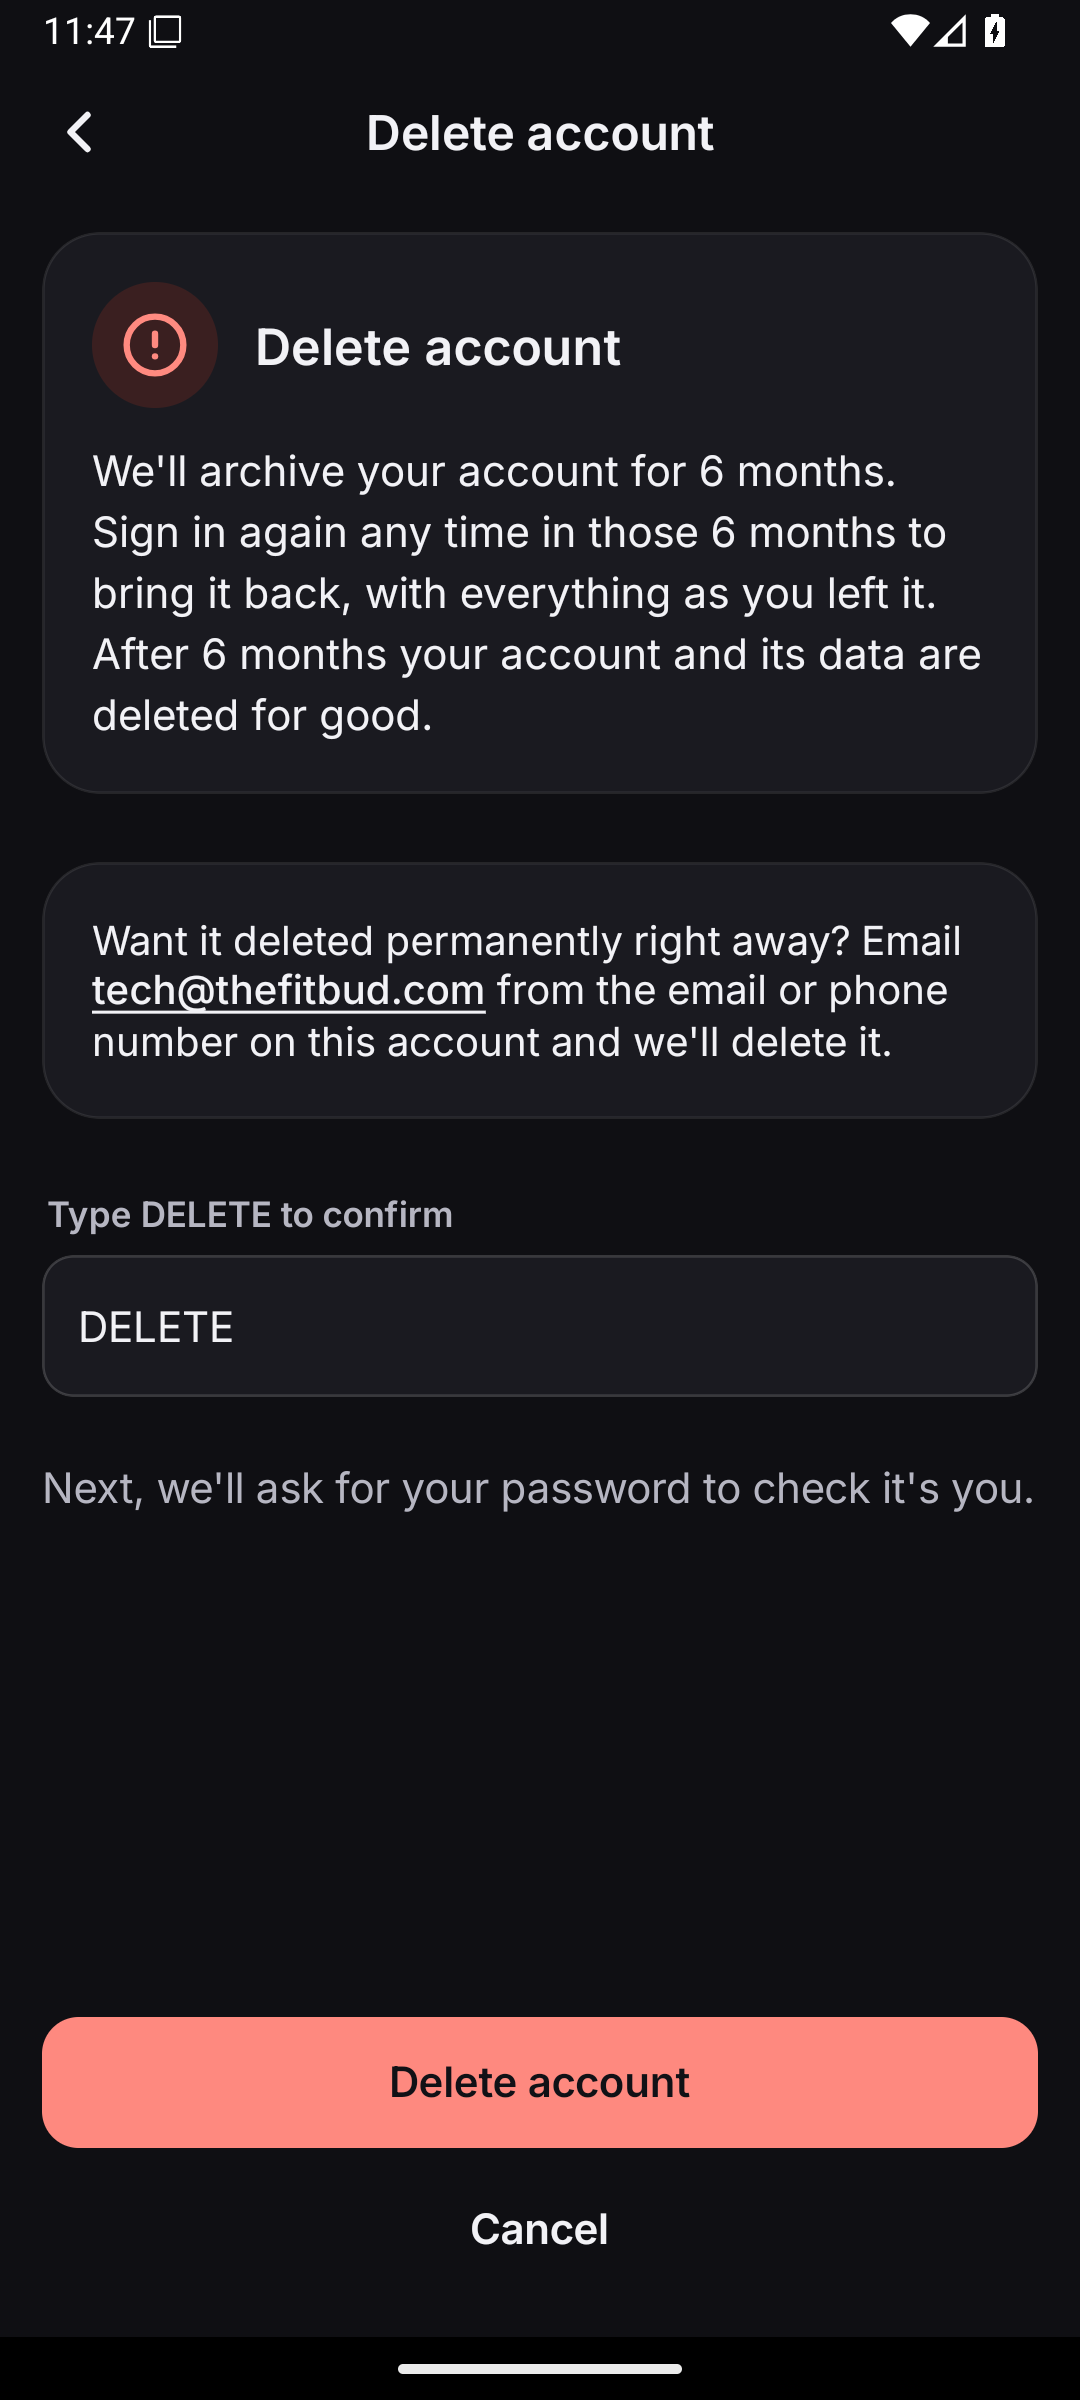 11:47
Delete account
Delete account
We'll archive your account for 6 months.
Sign in again any time in those 6 months to
bring it back, with everything as you left it.
After 6 months your account and its data are
deleted for good.
Want it deleted permanently right away? Email
tech@thefitbud.com from the email or phone
number on this account and we'll delete it.
Type DELETE to confirm
DELETE
Next, we'll ask for your password to check it's you.
Delete account
Cancel